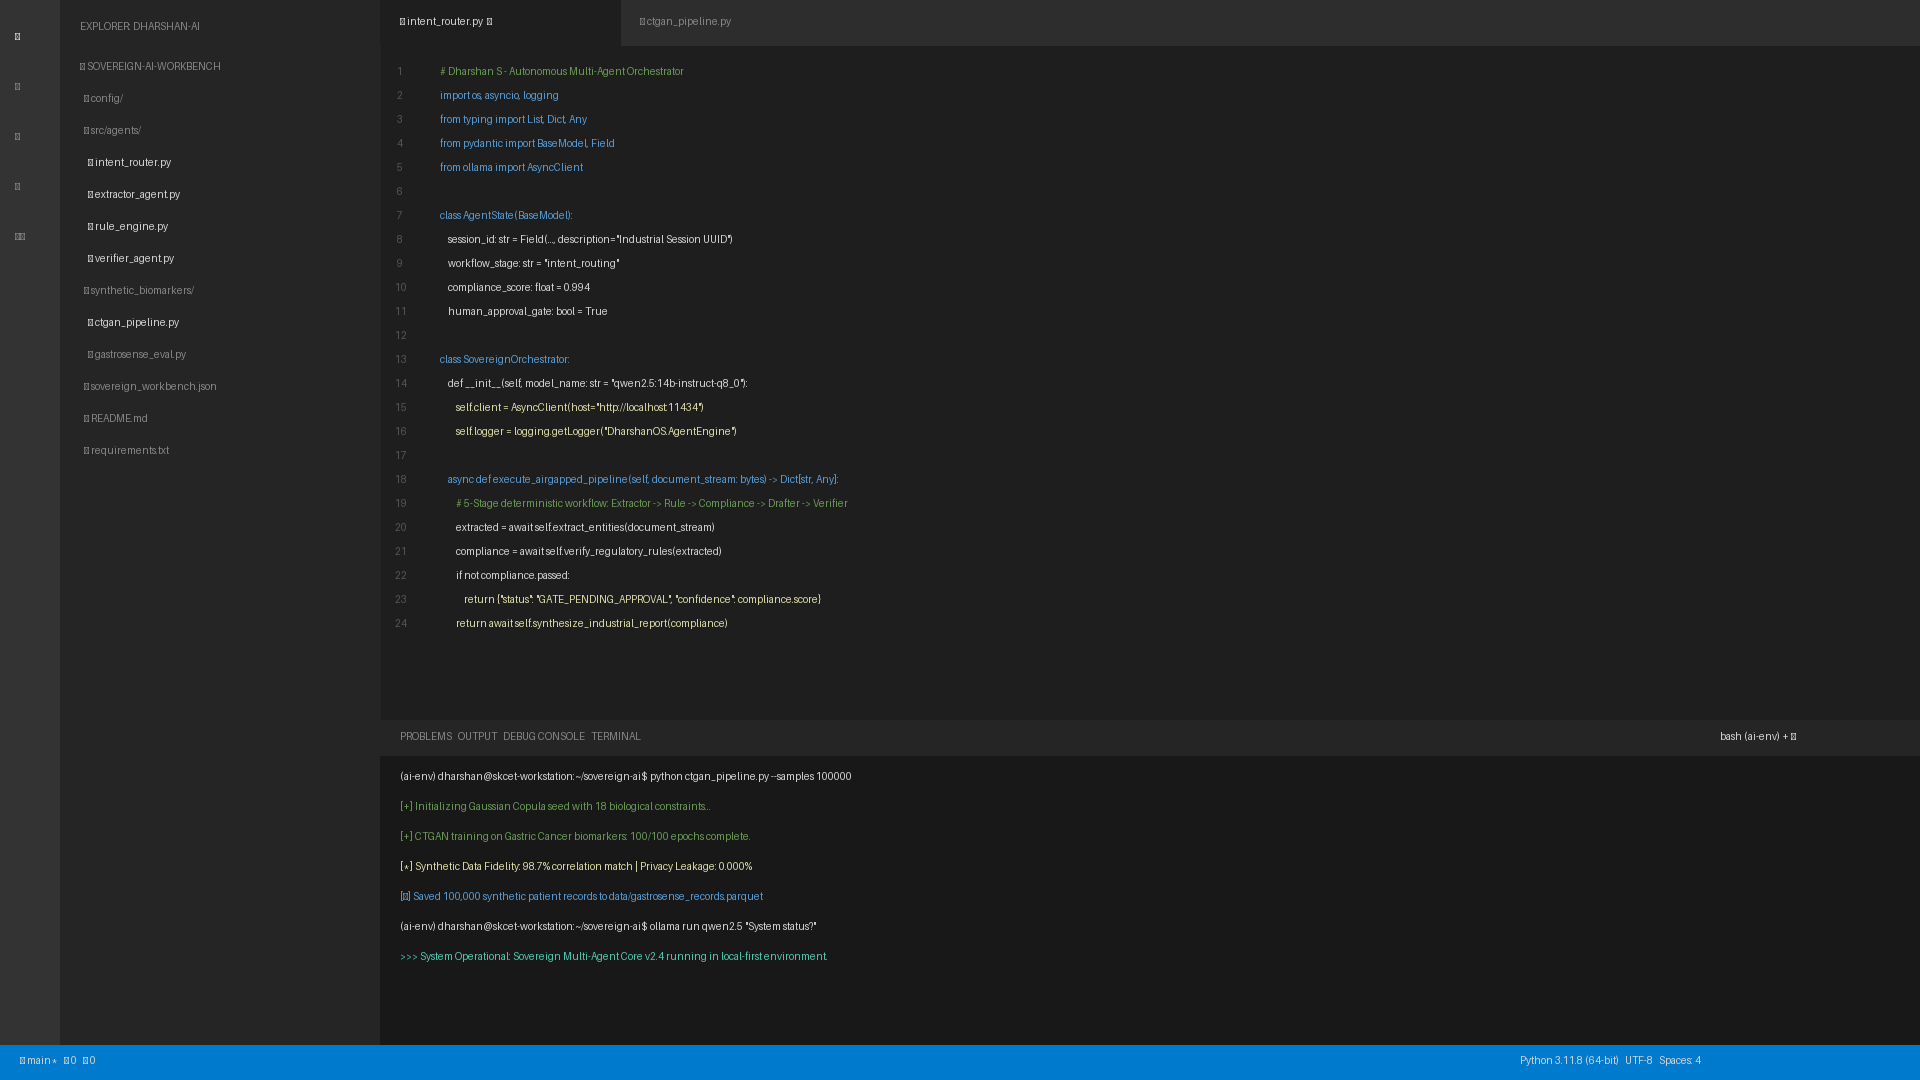 EXPLORER: DHARSHAN-AI
SOVEREIGN-AI-WORKBENCH
config/
src/agents/
intent_router.py
extractor_agent.py
rule_engine.py
verifier_agent.py
synthetic_biomarkers/
ctgan_pipeline.py
gastrosense_eval.py
sovereign_workbench.json
README.md
requirements.txt
intent_router.py
ctgan_pipeline.py
1 # Dharshan S - Autonomous Multi-Agent Orchestrator
2 import os, asyncio, logging
3 from typing import List, Dict, Any
4 from pydantic import BaseModel, Field
5 from ollama import AsyncClient
6
7 class AgentState(BaseModel):
8 session_id: str = Field(..., description="Industrial Session UUID")
9 workflow_stage: str = "intent_routing"
10 compliance_score: float = 0.994
11 human_approval_gate: bool = True
12
13 class SovereignOrchestrator:
14 def __init__(self, model_name: str = "qwen2.5:14b-instruct-q8_0"):
15 self.client = AsyncClient(host="http://localhost:11434")
16 self.logger = logging.getLogger("DharshanOS.AgentEngine")
17
18 async def execute_airgapped_pipeline(self, document_stream: bytes) -> Dict[str, Any]:
19 # 5-Stage deterministic workflow: Extractor -> Rule -> Compliance -> Drafter -> Verifier
20 extracted = await self.extract_entities(document_stream)
21 compliance = await self.verify_regulatory_rules(extracted)
22 if not compliance.passed:
23 return {"status": "GATE_PENDING_APPROVAL", "confidence": compliance.score}
24 return await self.synthesize_industrial_report(compliance)
PROBLEMS OUTPUT DEBUG CONSOLE TERMINAL
bash (ai-env) +
(ai-env) dharshan@skcet-workstation:~/sovereign-ai$ python ctgan_pipeline.py --samples 100000
[+] Initializing Gaussian Copula seed with 18 biological constraints...
[+] CTGAN training on Gastric Cancer biomarkers: 100/100 epochs complete.
[*] Synthetic Data Fidelity: 98.7% correlation match | Privacy Leakage: 0.000%
[] Saved 100,000 synthetic patient records to data/gastrosense_records.parquet
(ai-env) dharshan@skcet-workstation:~/sovereign-ai$ ollama run qwen2.5 "System status?"
>>> System Operational: Sovereign Multi-Agent Core v2.4 running in local-first environment.
main* 0 0
Python 3.11.8 (64-bit) UTF-8 Spaces: 4